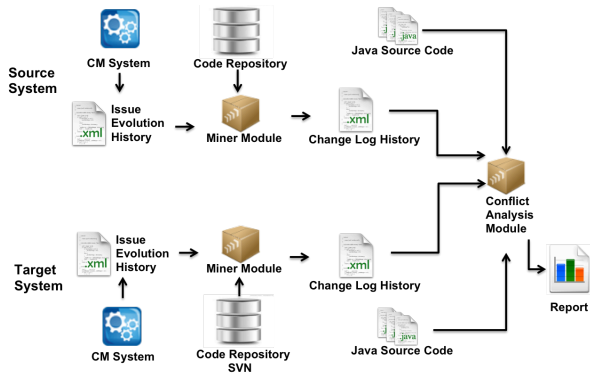 Java Source Code
.java
CM System
Code Repository
Source
System
.xml
Issue
Evolution
History
Miner Module
.xml
Change Log History
Conflict
Analysis
Module
Target
System
.xml
Issue
Evolution
History
Miner Module
.xml
Change Log History
Report
CM System
Code Repository
SVN
.java
Java Source Code